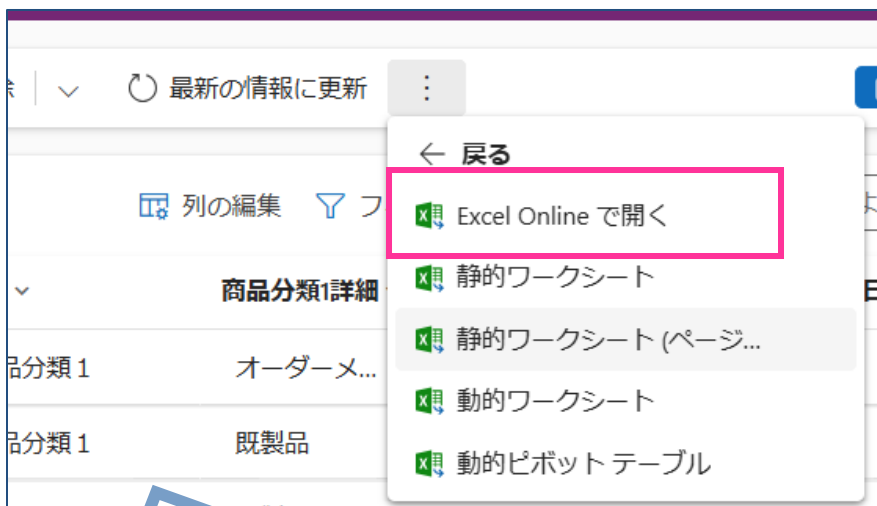 最新の情報に更新
戻る
列の編集
フ
Excel Online で開く
静的ワークシート
商品分類1詳細
静的ワークシート (ページ...
品分類1
オーダーメ...
動的ワークシート
品分類1
既製品
動的ピボット テーブル